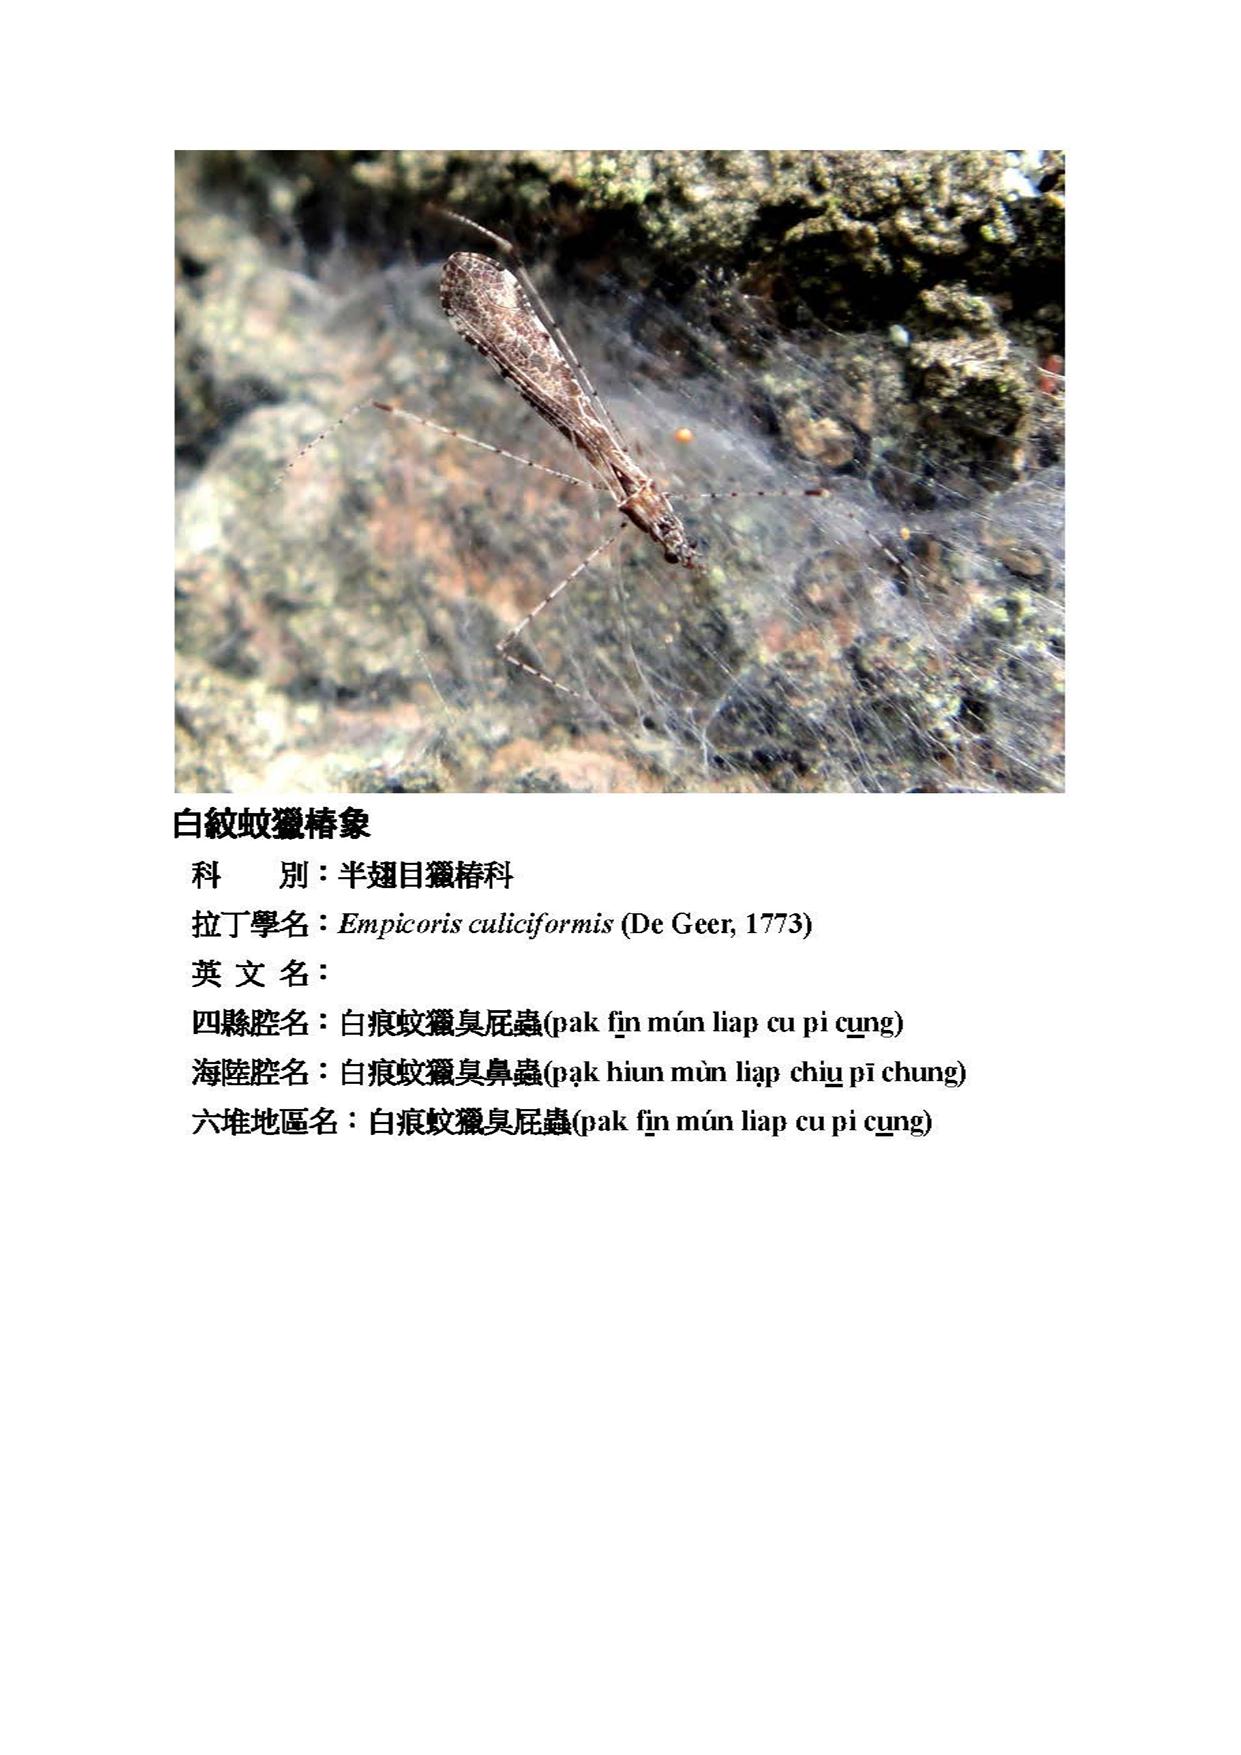 白紋蚊獵椿象
科　　別：半翅目獵椿科
拉丁學名：Empicoris culiciformis (De Geer, 1773)
英 文 名：
四縣腔名：白痕蚊獵臭屁蟲(pak fi̲n mún liap cu pi cu̲ng)
海陸腔名：白痕蚊獵臭鼻蟲(pạk hiun mùn liạp chiu̲ pī chung)
六堆地區名：白痕蚊獵臭屁蟲(pak fi̲n mún liap cu pi cu̲ng)